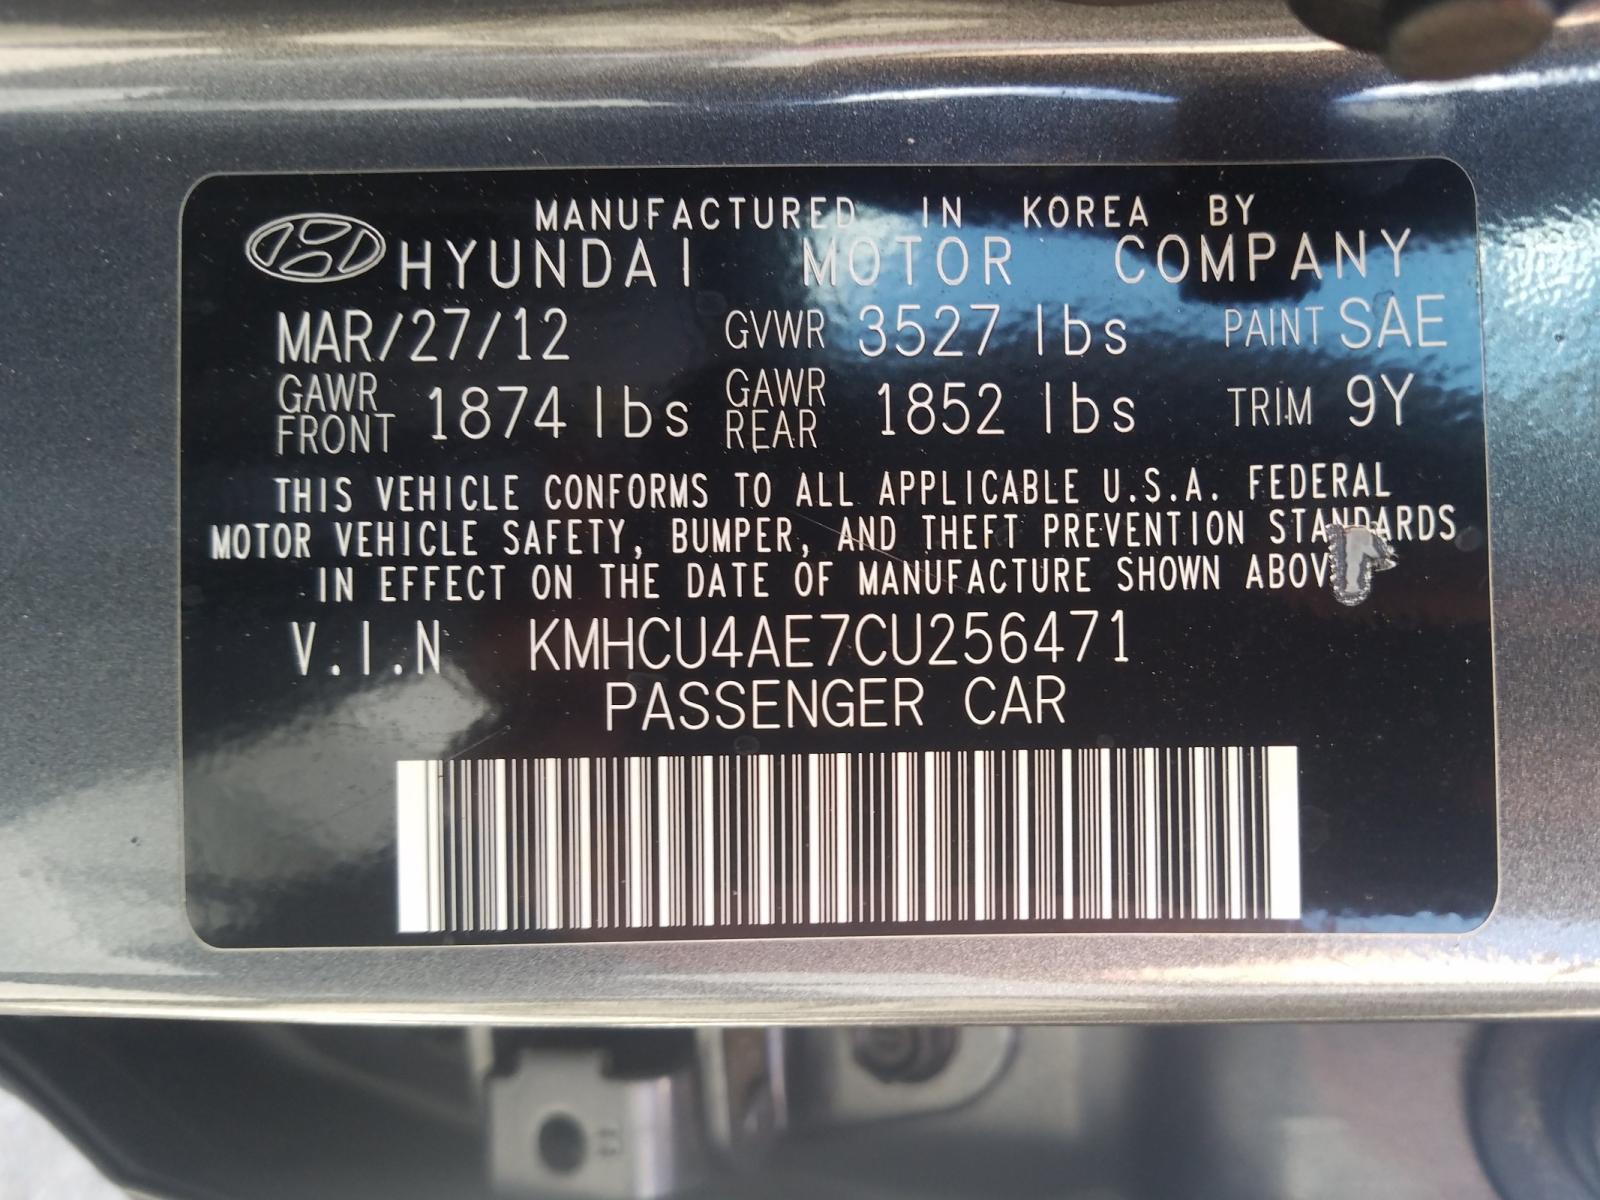 MANUFACTURED IN KOREA BY
HYUNDAI MOTOR COMPANY
MAR/27/12 GVWR 3527 lbs PAINT SAE
GAWR FRONT 1874 lbs GAWR REAR 1852 lbs TRIM 9Y
THIS VEHICLE CONFORMS TO ALL APPLICABLE U.S.A. FEDERAL
MOTOR VEHICLE SAFETY, BUMPER, AND THEFT PREVENTION STANDARDS
IN EFFECT ON THE DATE OF MANUFACTURE SHOWN ABOV
V.I.N KMHCU4AE7CU256471
PASSENGER CAR